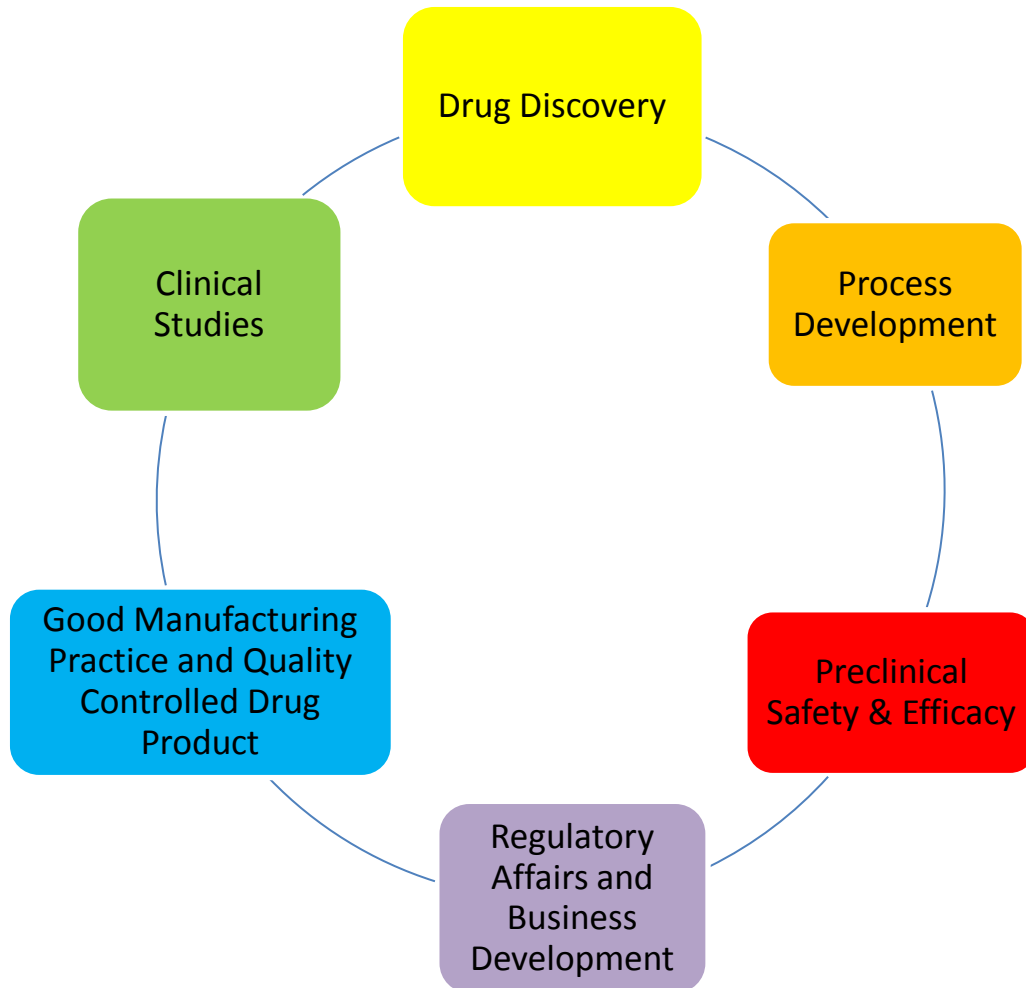 Drug Discovery
Clinical
Studies
Process
Development
Good Manufacturing
Practice and Quality
Controlled Drug
Product
Preclinical
Safety & Efficacy
Regulatory
Affairs and
Business
Development